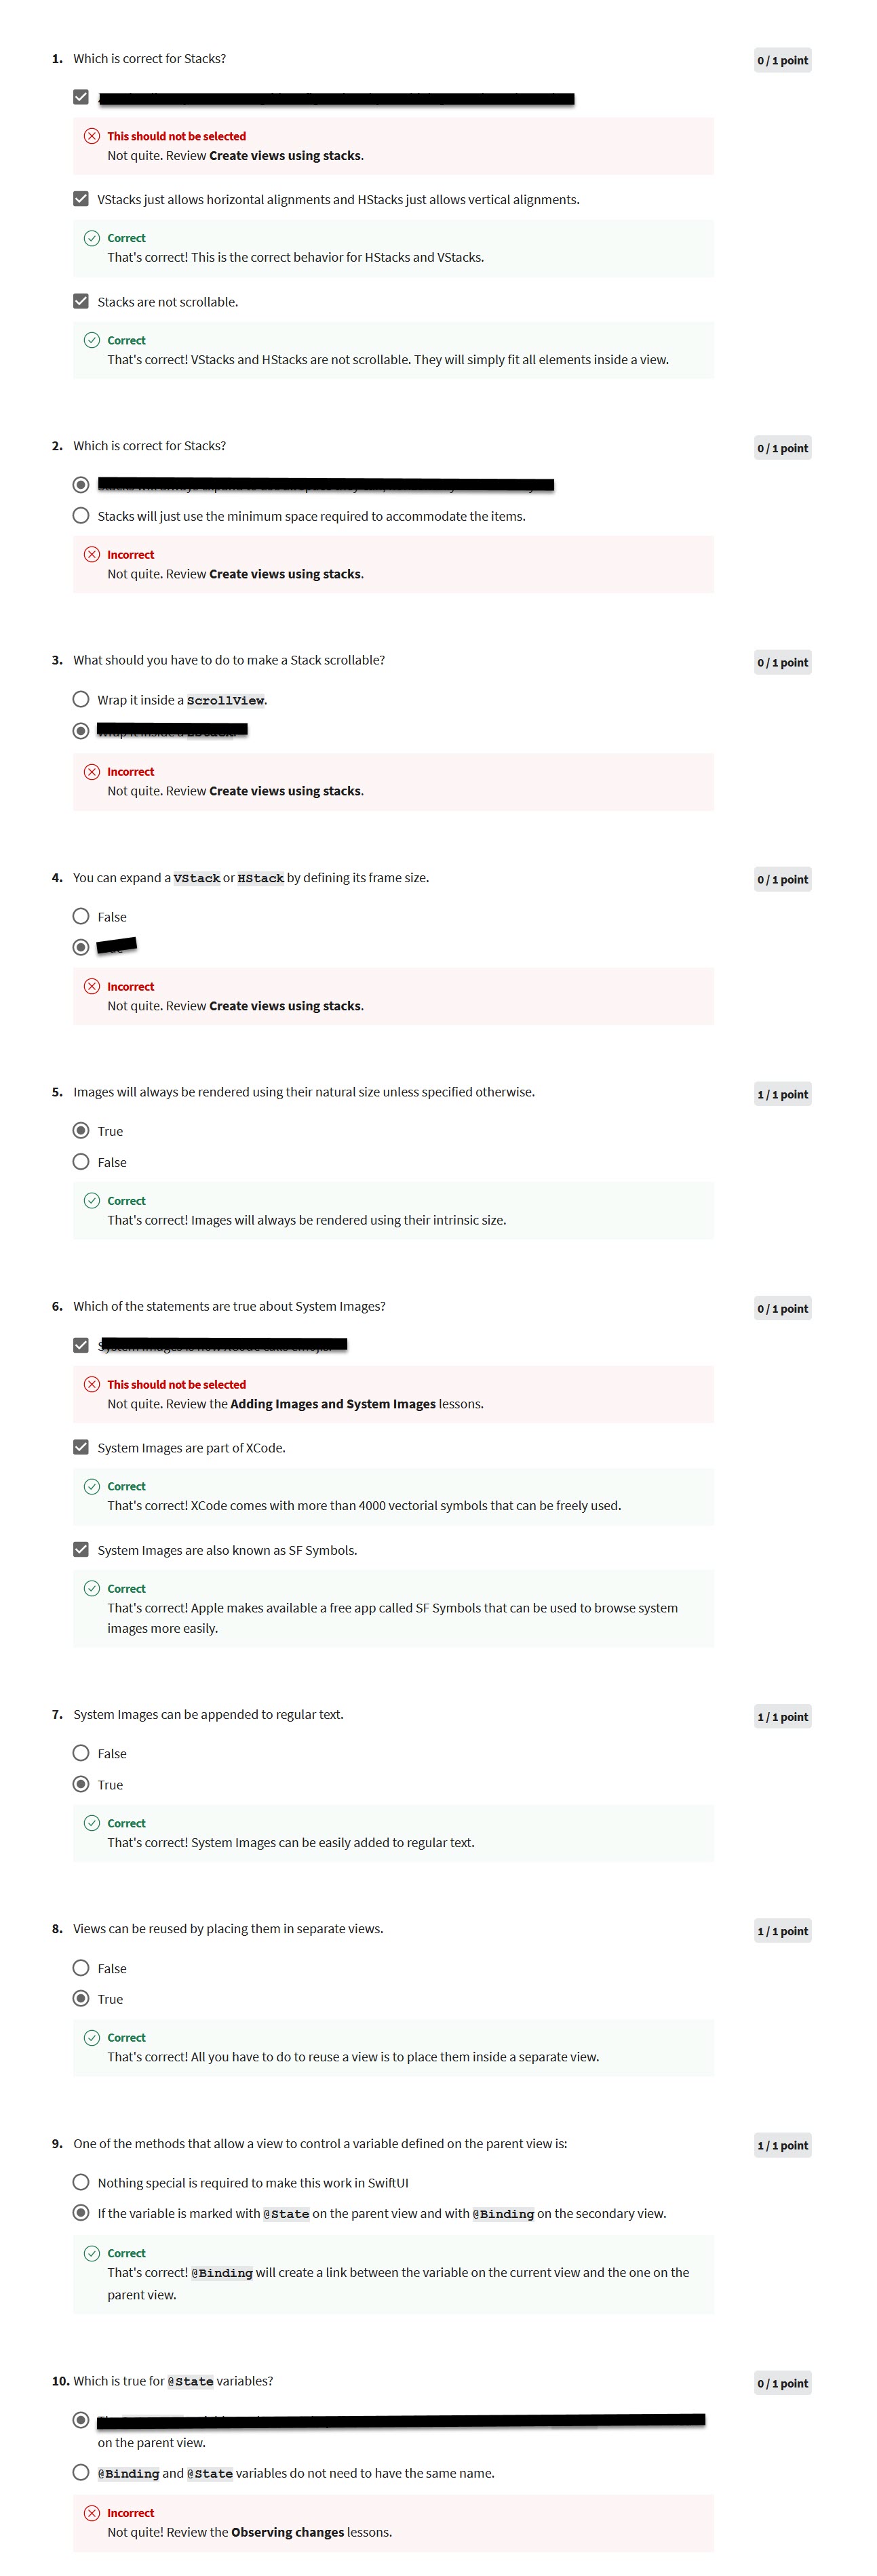 1. Which is correct for Stacks?
0 / 1 point
This should not be selected
Not quite. Review Create views using stacks.
VStacks just allows horizontal alignments and HStacks just allows vertical alignments.
Correct
That's correct! This is the correct behavior for HStacks and VStacks.
Stacks are not scrollable.
Correct
That's correct! VStacks and HStacks are not scrollable. They will simply fit all elements inside a view.
2. Which is correct for Stacks?
0 / 1 point
Stacks will just use the minimum space required to accommodate the items.
Incorrect
Not quite. Review Create views using stacks.
3. What should you have to do to make a Stack scrollable?
0 / 1 point
Wrap it inside a ScrollView.
Incorrect
Not quite. Review Create views using stacks.
4. You can expand a VStack or HStack by defining its frame size.
0 / 1 point
False
Incorrect
Not quite. Review Create views using stacks.
5. Images will always be rendered using their natural size unless specified otherwise.
1 / 1 point
True
False
Correct
That's correct! Images will always be rendered using their intrinsic size.
6. Which of the statements are true about System Images?
0 / 1 point
This should not be selected
Not quite. Review the Adding Images and System Images lessons.
System Images are part of XCode.
Correct
That's correct! XCode comes with more than 4000 vectorial symbols that can be freely used.
System Images are also known as SF Symbols.
Correct
That's correct! Apple makes available a free app called SF Symbols that can be used to browse system
images more easily.
7. System Images can be appended to regular text.
1 / 1 point
False
True
Correct
That's correct! System Images can be easily added to regular text.
8. Views can be reused by placing them in separate views.
1 / 1 point
False
True
Correct
That's correct! All you have to do to reuse a view is to place them inside a separate view.
9. One of the methods that allow a view to control a variable defined on the parent view is:
1 / 1 point
Nothing special is required to make this work in SwiftUI
If the variable is marked with @State on the parent view and with @Binding on the secondary view.
Correct
That's correct! @Binding will create a link between the variable on the current view and the one on the
parent view.
10. Which is true for @State variables?
0 / 1 point
on the parent view.
@Binding and @State variables do not need to have the same name.
Incorrect
Not quite! Review the Observing changes lessons.